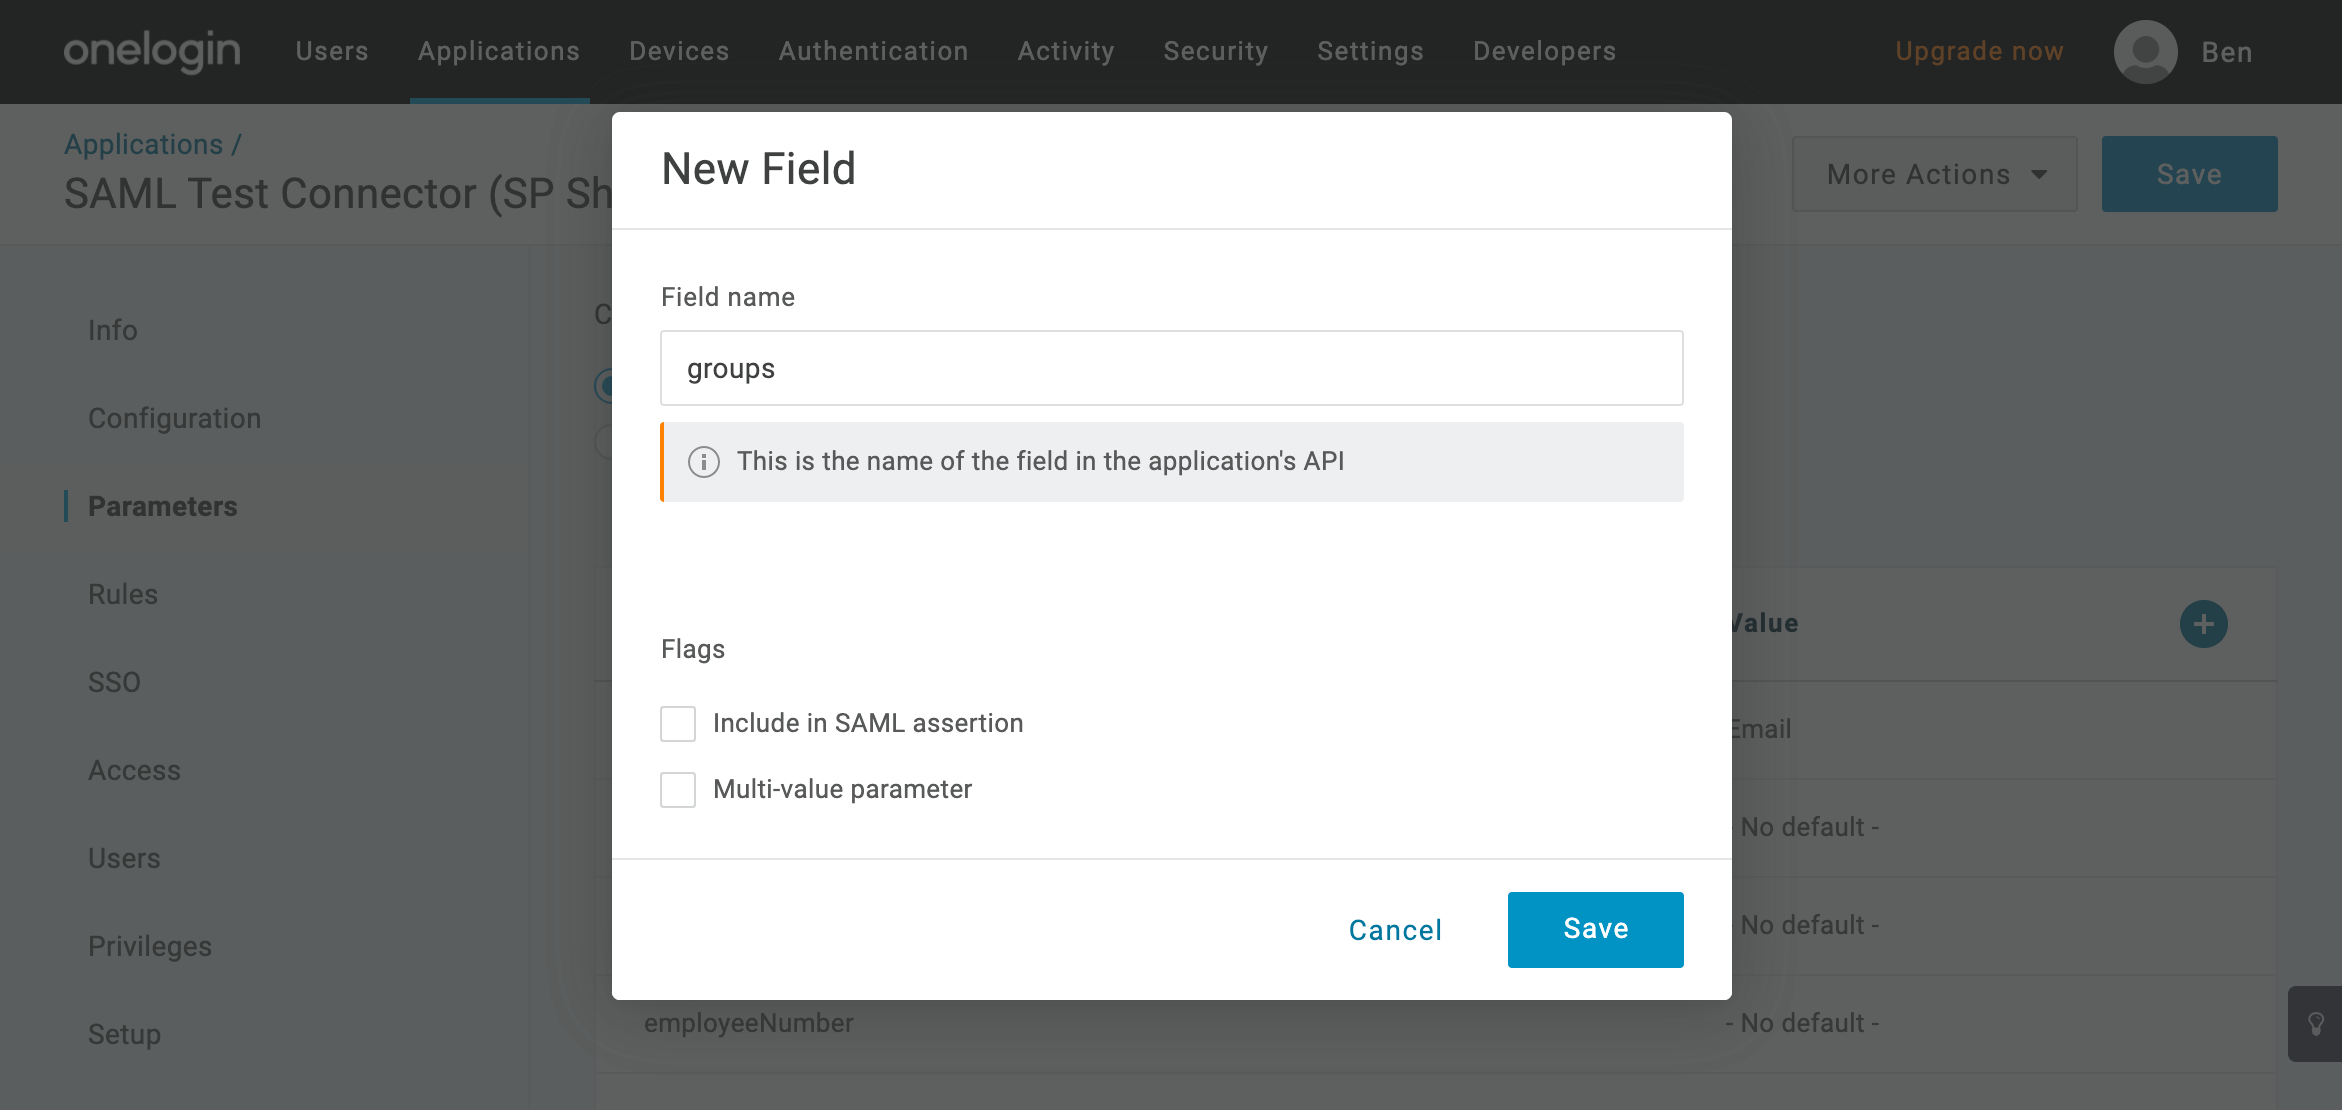 onelogin Users Applications Devices Authentication Activity Security Settings Developers Upgrade now Ben
Applications /
SAML Test Connector (SP Sh
More Actions Save
New Field
Field name
groups
This is the name of the field in the application's API
Flags
Include in SAML assertion
Multi-value parameter
Cancel Save
Info
Configuration
Parameters
Rules
SSO
Access
Users
Privileges
Setup
Value
Email
- No default -
- No default -
employeeNumber - No default -